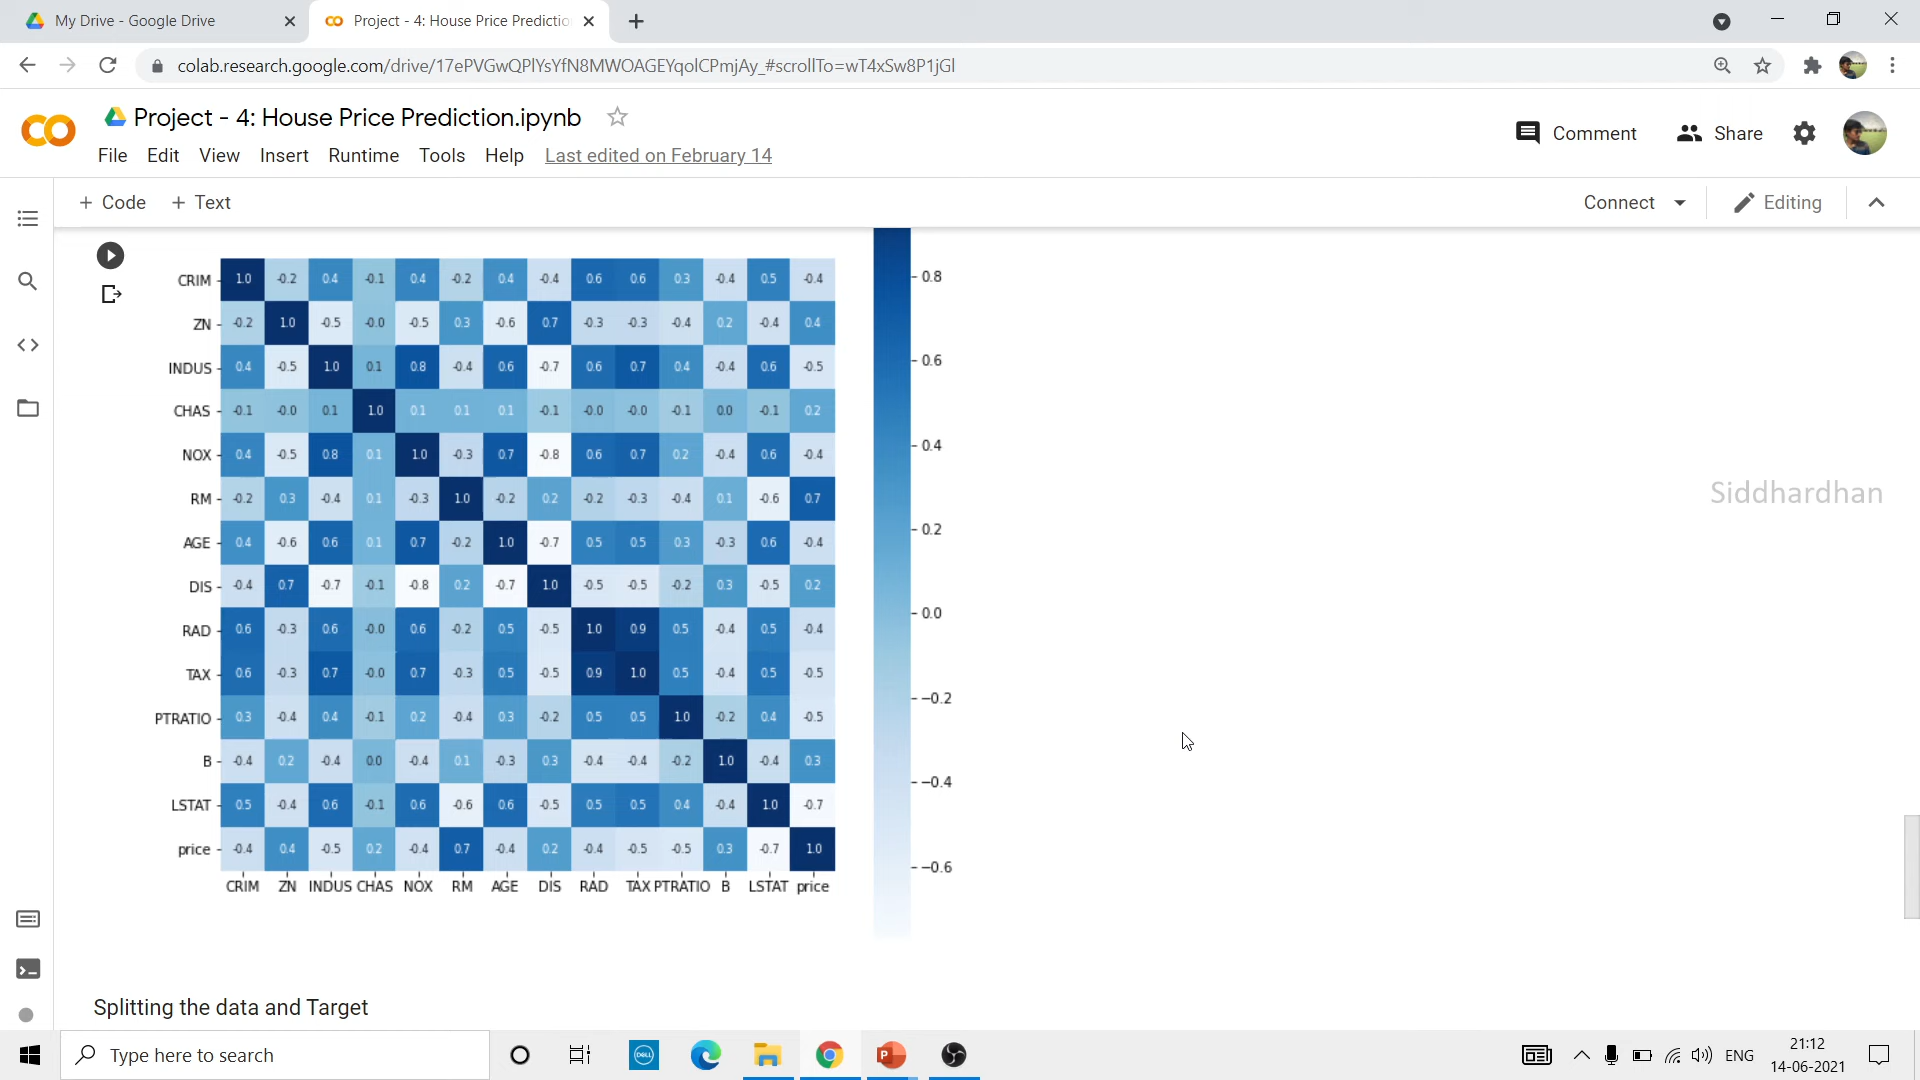 My Drive - Google Drive
Project - 4: House Price Predictio
colab.research.google.com/drive/17ePVGwQPlYsYfN8MWOAGEYqolCPmjAy_#scrollTo=wT4xSw8P1jGl
Project - 4: House Price Prediction.ipynb
Comment Share
File Edit View Insert Runtime Tools Help Last edited on February 14
+ Code + Text Connect Editing
CRIM 1.0 -0.2 0.4 -0.1 0.4 -0.2 0.4 -0.4 0.6 0.6 0.3 -0.4 0.5 -0.4
ZN -0.2 1.0 -0.5 -0.0 -0.5 0.3 -0.6 0.7 -0.3 -0.3 -0.4 0.2 -0.4 0.4
INDUS 0.4 -0.5 1.0 0.1 0.8 -0.4 0.6 -0.7 0.6 0.7 0.4 -0.4 0.6 -0.5
CHAS -0.1 -0.0 0.1 1.0 0.1 0.1 0.1 -0.1 -0.0 -0.0 -0.1 0.0 -0.1 0.2
NOX 0.4 -0.5 0.8 0.1 1.0 -0.3 0.7 -0.8 0.6 0.7 0.2 -0.4 0.6 -0.4
RM -0.2 0.3 -0.4 0.1 -0.3 1.0 -0.2 0.2 -0.2 -0.3 -0.4 0.1 -0.6 0.7
AGE 0.4 -0.6 0.6 0.1 0.7 -0.2 1.0 -0.7 0.5 0.5 0.3 -0.3 0.6 -0.4
DIS -0.4 0.7 -0.7 -0.1 -0.8 0.2 -0.7 1.0 -0.5 -0.5 -0.2 0.3 -0.5 0.2
RAD 0.6 -0.3 0.6 -0.0 0.6 -0.2 0.5 -0.5 1.0 0.9 0.5 -0.4 0.5 -0.4
TAX 0.6 -0.3 0.7 -0.0 0.7 -0.3 0.5 -0.5 0.9 1.0 0.5 -0.4 0.5 -0.5
PTRATIO 0.3 -0.4 0.4 -0.1 0.2 -0.4 0.3 -0.2 0.5 0.5 1.0 -0.2 0.4 -0.5
B -0.4 0.2 -0.4 0.0 -0.4 0.1 -0.3 0.3 -0.4 -0.4 -0.2 1.0 -0.4 0.3
LSTAT 0.5 -0.4 0.6 -0.1 0.6 -0.6 0.6 -0.5 0.5 0.5 0.4 -0.4 1.0 -0.7
price -0.4 0.4 -0.5 0.2 -0.4 0.7 -0.4 0.2 -0.4 -0.5 -0.5 0.3 -0.7 1.0
CRIM ZN INDUS CHAS NOX RM AGE DIS RAD TAX PTRATIO B LSTAT price
0.8
0.6
0.4
0.2
0.0
−0.2
−0.4
−0.6
Siddhardhan
Splitting the data and Target
Type here to search
DELL
ENG
21:12
14-06-2021